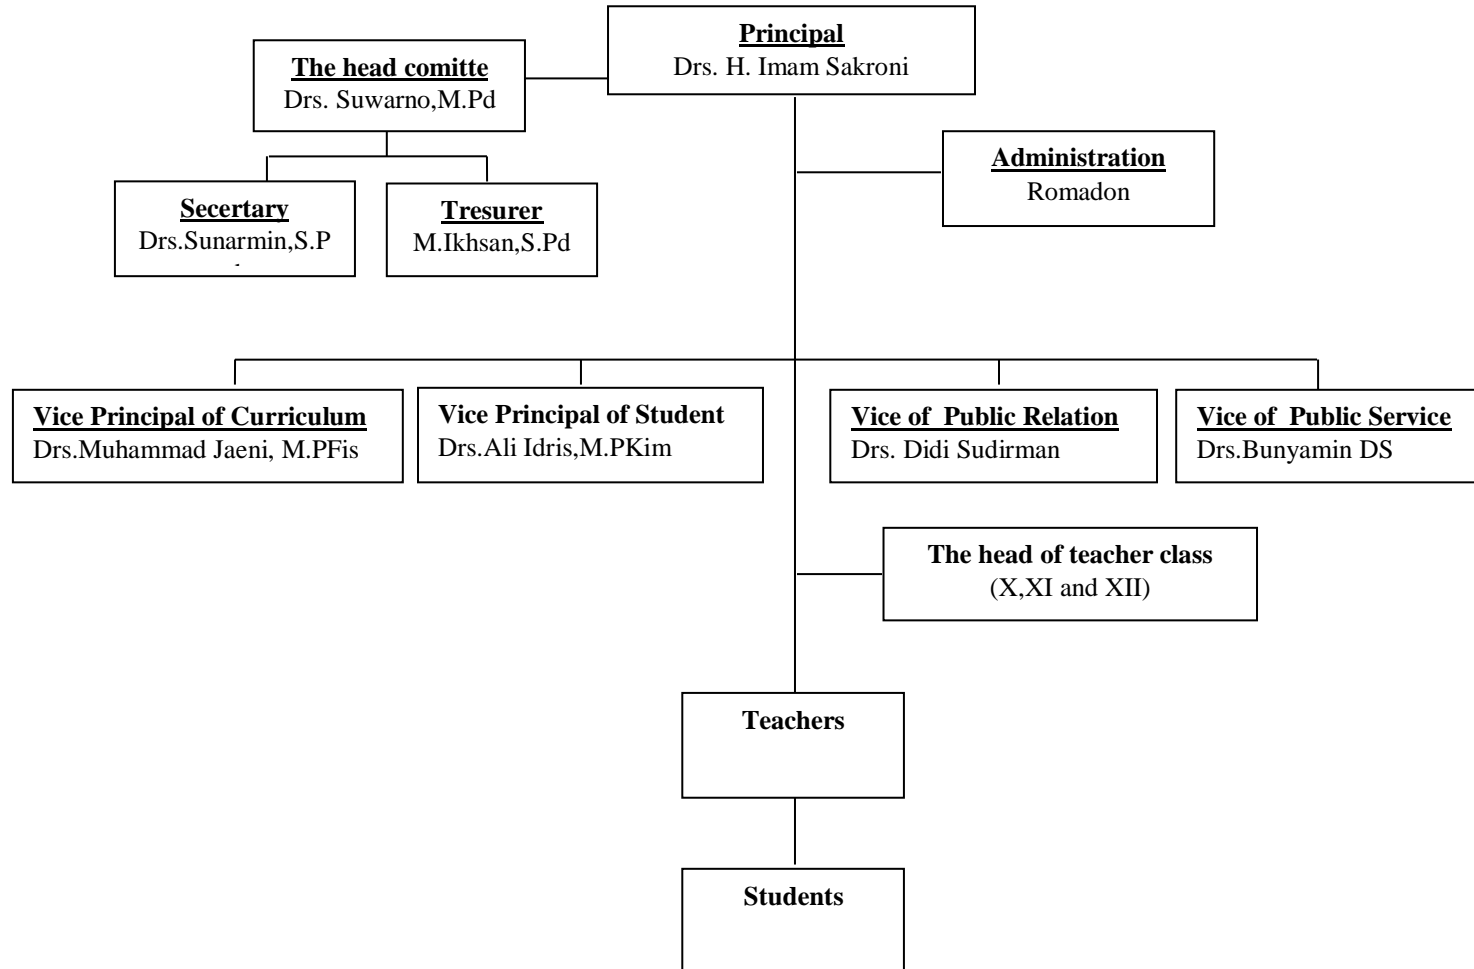 Principal
Drs. H. Imam Sakroni
The head comitte
Drs. Suwarno,M.Pd
Administration
Romadon
Secertary
Drs.Sunarmin,S.P
Tresurer
M.Ikhsan,S.Pd
Vice Principal of Curriculum
Drs.Muhammad Jaeni, M.PFis
Vice Principal of Student
Drs.Ali Idris,M.PKim
Vice of Public Relation
Drs. Didi Sudirman
Vice of Public Service
Drs.Bunyamin DS
The head of teacher class
(X,XI and XII)
Teachers
Students